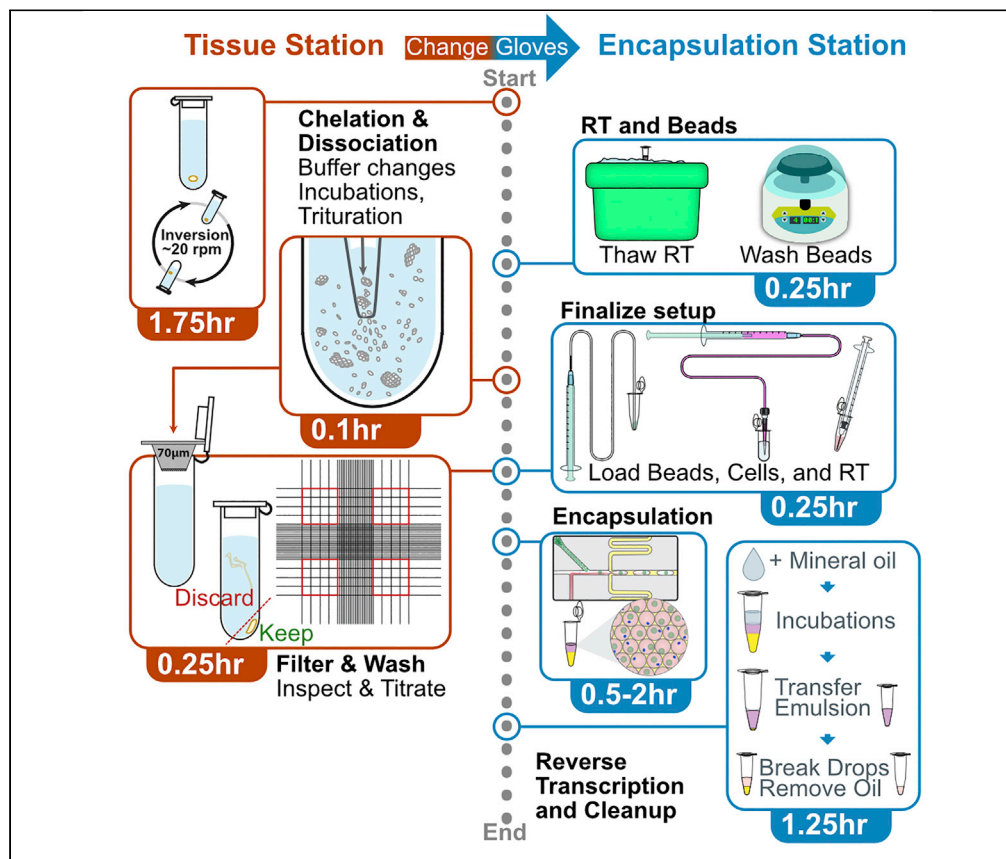 Tissue Station
Change Gloves
Encapsulation Station
Start
Chelation &
Dissociation
Buffer changes
Incubations,
Trituration
Inversion
~20 rpm
1.75hr
RT and Beads
Thaw RT
Wash Beads
0.25hr
0.1hr
Finalize setup
Load Beads, Cells, and RT
0.25hr
70µm
Discard
Keep
0.25hr
Filter & Wash
Inspect & Titrate
Encapsulation
0.5-2hr
+ Mineral oil
Incubations
Transfer
Emulsion
Break Drops
Remove Oil
1.25hr
Reverse
Transcription
and Cleanup
End